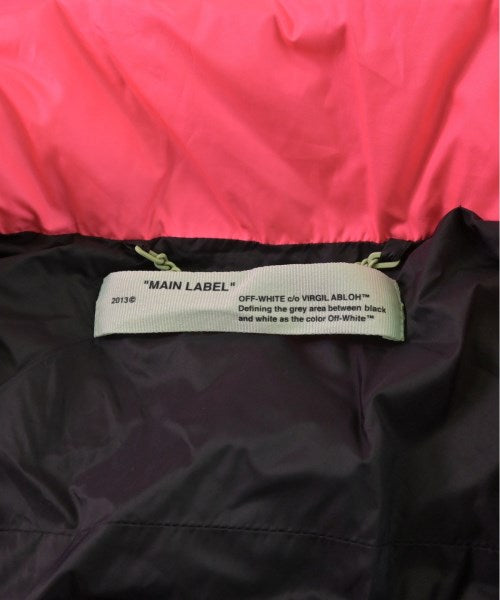 "MAIN LABEL"
2013©
OFF-WHITE c/o VIRGIL ABLOH™
Defining the grey area between black
and white as the color Off-White™